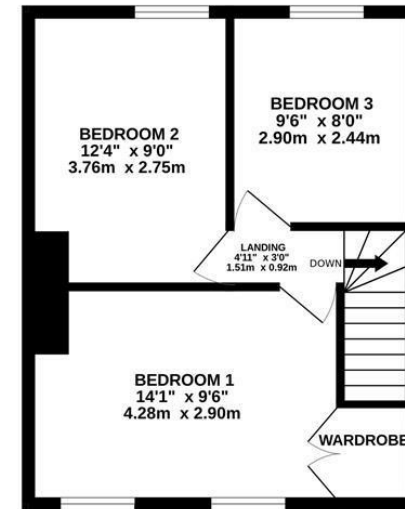 BEDROOM 2
12'4" x 9'0"
3.76m x 2.75m
BEDROOM 3
9'6" x 8'0"
2.90m x 2.44m
LANDING
4'11" x 3'0"
1.51m x 0.92m
DOWN
BEDROOM 1
14'1" x 9'6"
4.28m x 2.90m
WARDROBE